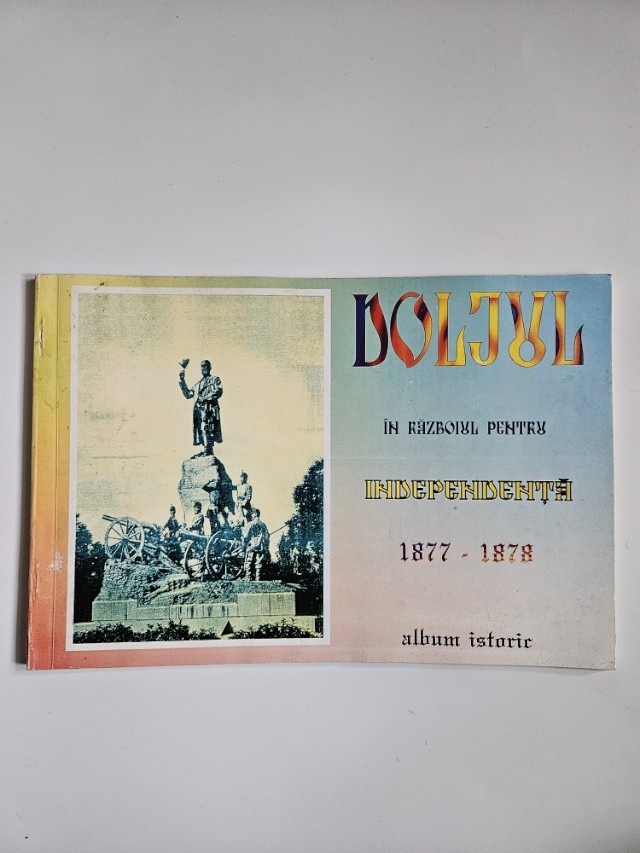 DOLJUL
ÎN RĂZBOIUL PENTRU
INDEPENDENȚĂ
1877 - 1878
album istoric